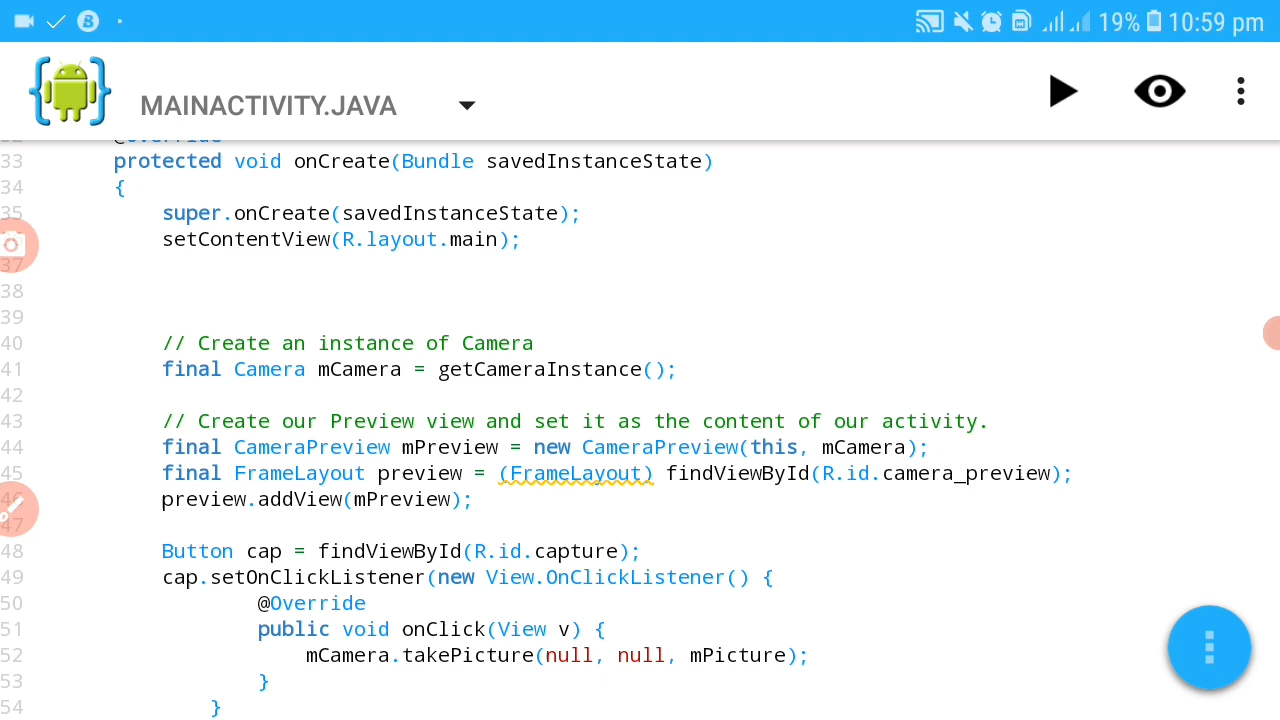 19% 10:59 pm
MAINACTIVITY.JAVA
32 @Override
33 protected void onCreate(Bundle savedInstanceState)
34 {
35 super.onCreate(savedInstanceState);
setContentView(R.layout.main);
37
38
39
40 // Create an instance of Camera
41 final Camera mCamera = getCameraInstance();
42
43 // Create our Preview view and set it as the content of our activity.
44 final CameraPreview mPreview = new CameraPreview(this, mCamera);
45 final FrameLayout preview = (FrameLayout) findViewById(R.id.camera_preview);
46 preview.addView(mPreview);
47
48 Button cap = findViewById(R.id.capture);
49 cap.setOnClickListener(new View.OnClickListener() {
50 @Override
51 public void onClick(View v) {
52 mCamera.takePicture(null, null, mPicture);
53 }
54 }